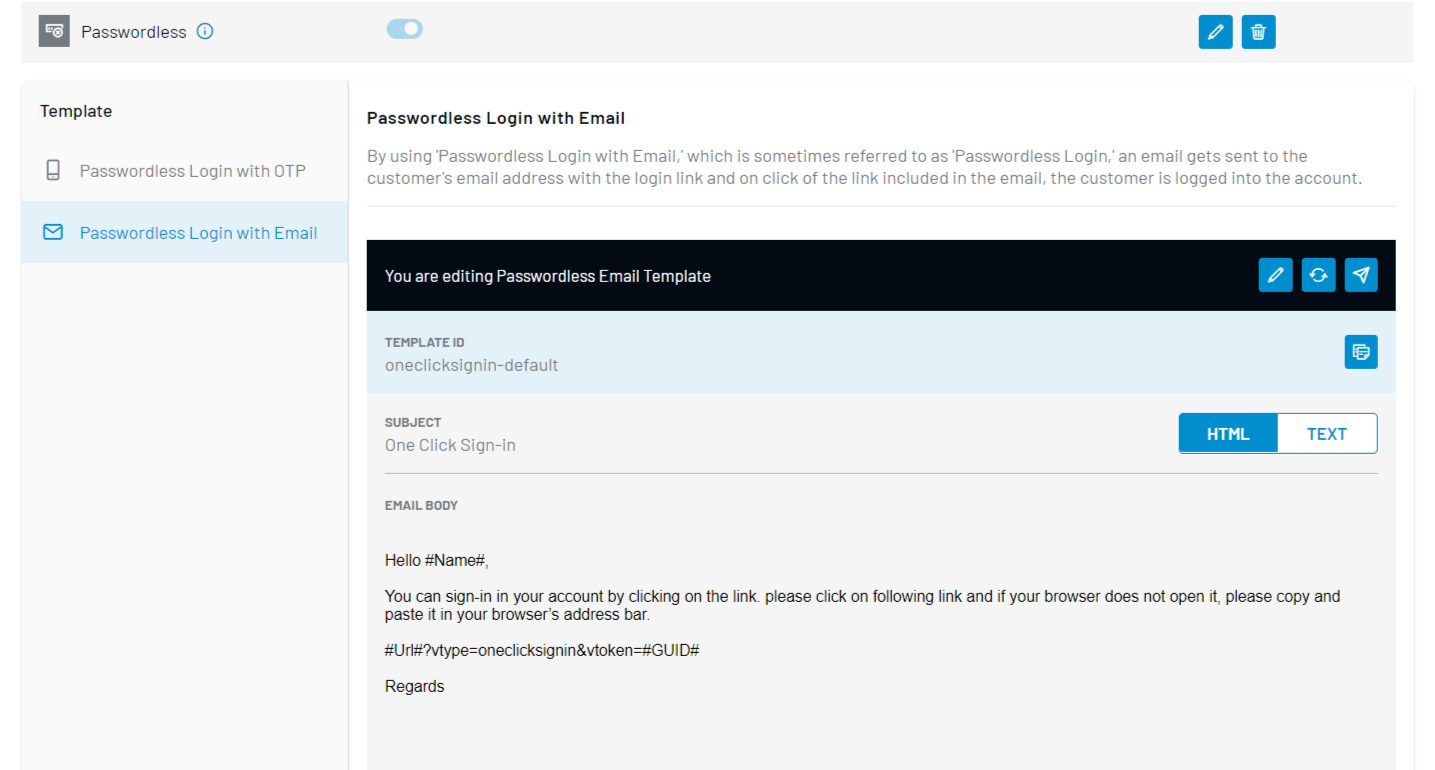 Passwordless
Template
Passwordless Login with OTP
Passwordless Login with Email
Passwordless Login with Email
By using 'Passwordless Login with Email,' which is sometimes referred to as 'Passwordless Login,' an email gets sent to the
customer's email address with the login link and on click of the link included in the email, the customer is logged into the account.
You are editing Passwordless Email Template
TEMPLATE ID
oneclicksignin-default
SUBJECT
One Click Sign-in
HTML TEXT
EMAIL BODY
Hello #Name#,
You can sign-in in your account by clicking on the link. please click on following link and if your browser does not open it, please copy and
paste it in your browser’s address bar.
#Url#?vtype=oneclicksignin&vtoken=#GUID#
Regards